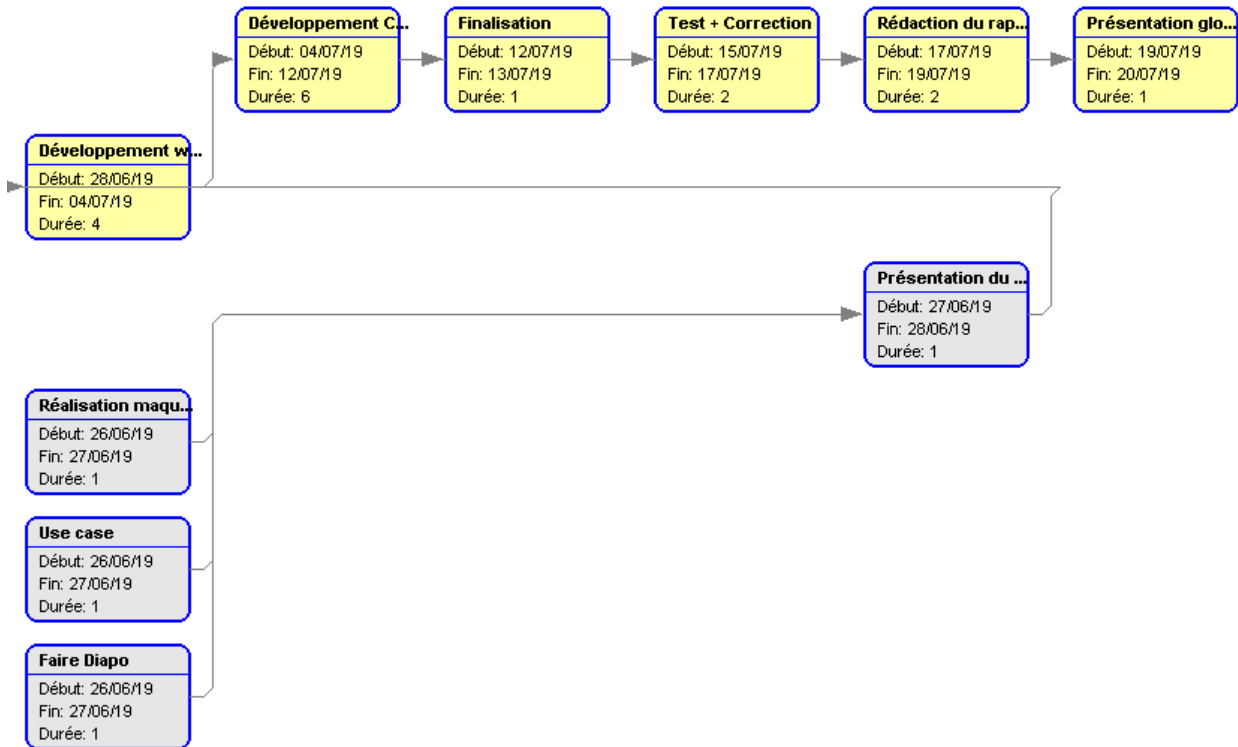 Développement C...
Début: 04/07/19
Fin: 12/07/19
Durée: 6
Finalisation
Début: 12/07/19
Fin: 13/07/19
Durée: 1
Test + Correction
Début: 15/07/19
Fin: 17/07/19
Durée: 2
Rédaction du rap...
Début: 17/07/19
Fin: 19/07/19
Durée: 2
Présentation glo...
Début: 19/07/19
Fin: 20/07/19
Durée: 1
Développement w...
Début: 28/06/19
Fin: 04/07/19
Durée: 4
Présentation du ...
Début: 27/06/19
Fin: 28/06/19
Durée: 1
Réalisation maqu...
Début: 26/06/19
Fin: 27/06/19
Durée: 1
Use case
Début: 26/06/19
Fin: 27/06/19
Durée: 1
Faire Diapo
Début: 26/06/19
Fin: 27/06/19
Durée: 1